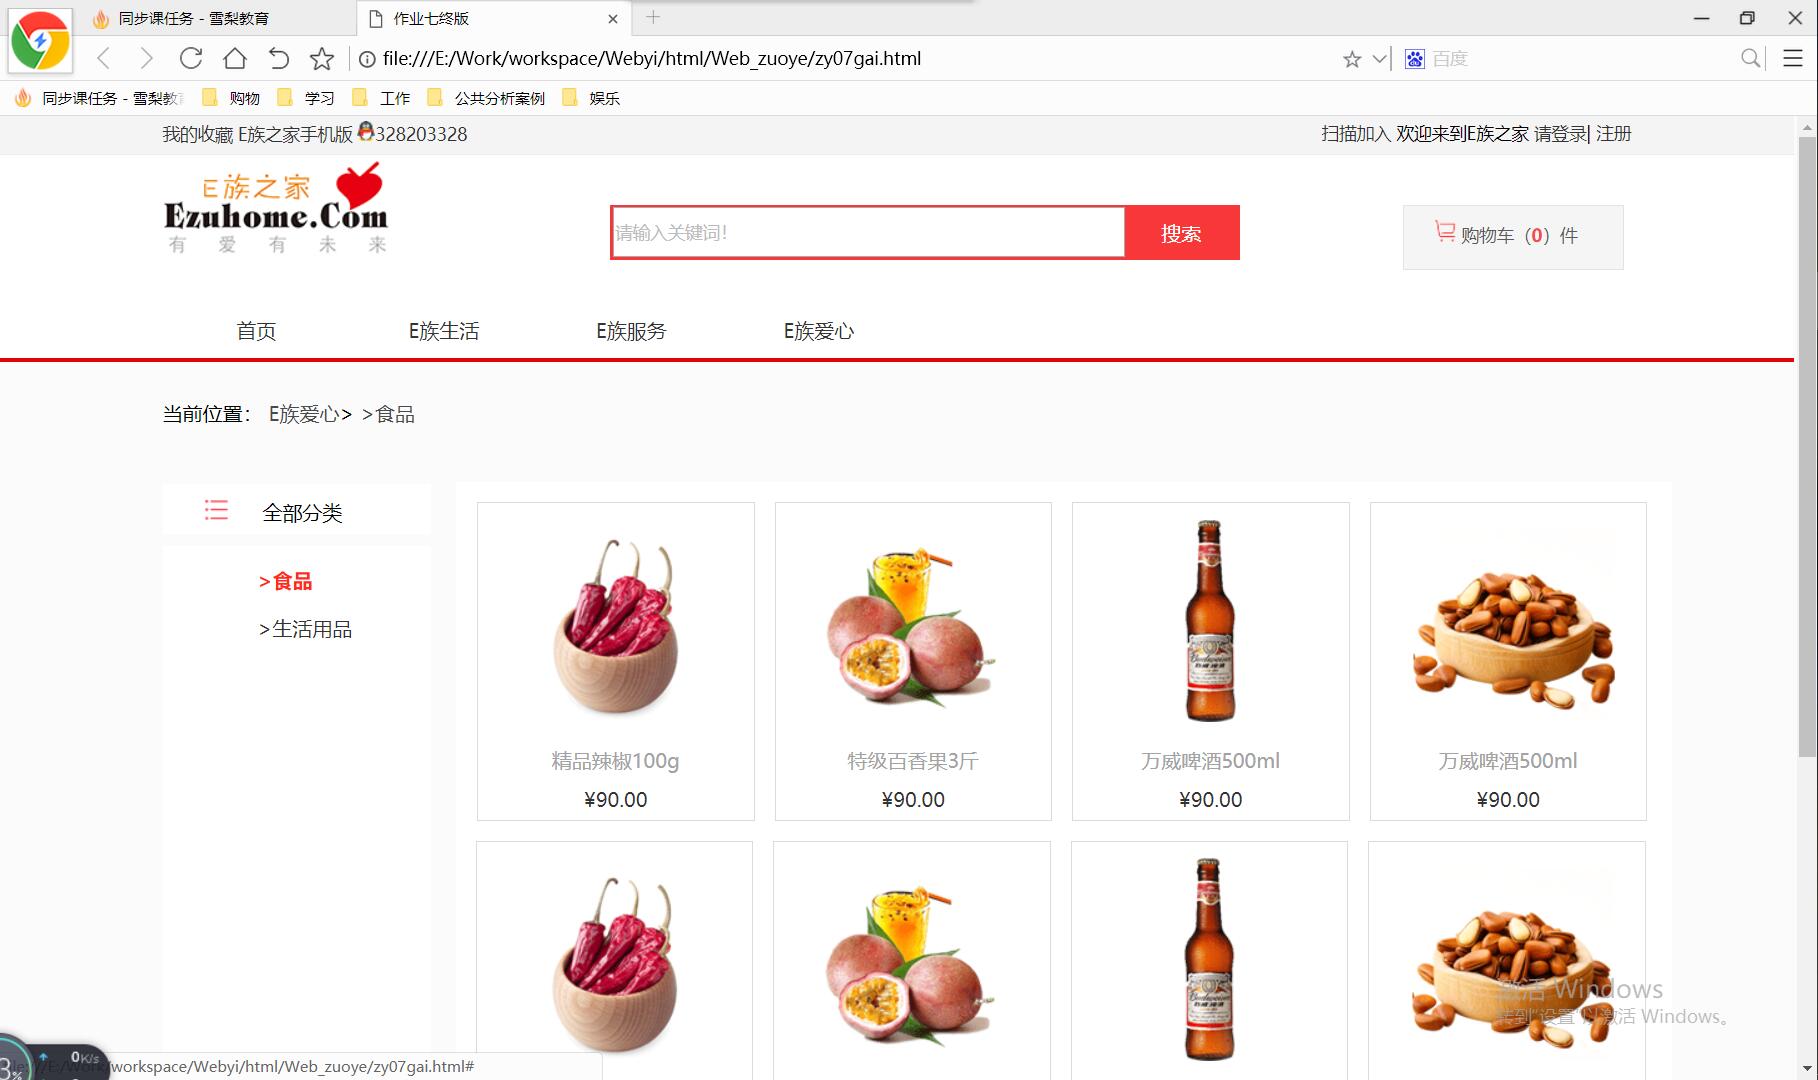 同步课任务 - 雪梨教育
作业七终版
file:///E:/Work/workspace/Webyi/html/Web_zuoye/zy07gai.html
百度
同步课任务 - 雪梨教
购物
学习
工作
公共分析案例
娱乐
我的收藏 E族之家手机版 328203328
扫描加入 欢迎来到E族之家 请登录| 注册
E族之家
Ezuhome.Com
有爱有未来
请输入关键词!
搜索
购物车（0）件
首页
E族生活
E族服务
E族爱心
当前位置： E族爱心> >食品
全部分类
>食品
>生活用品
精品辣椒100g
¥90.00
特级百香果3斤
¥90.00
万威啤酒500ml
¥90.00
万威啤酒500ml
¥90.00
Budweiser
Budweiser
激活 Windows
转到"设置"以激活 Windows。
0K/s
3%
file:///E:/Work/workspace/Webyi/html/Web_zuoye/zy07gai.html#